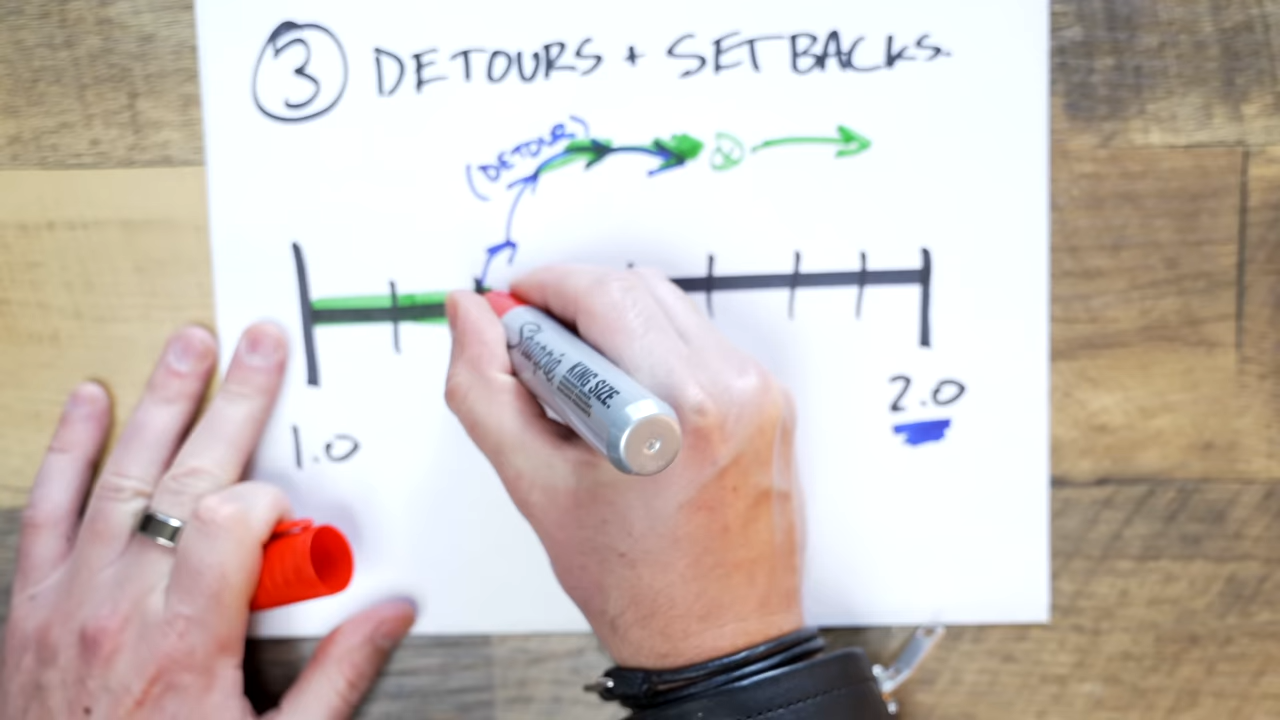 3 DETOURS + SETBACKS.
(DETOUR)
Sharpie
KING SIZE.
2.0
1.0